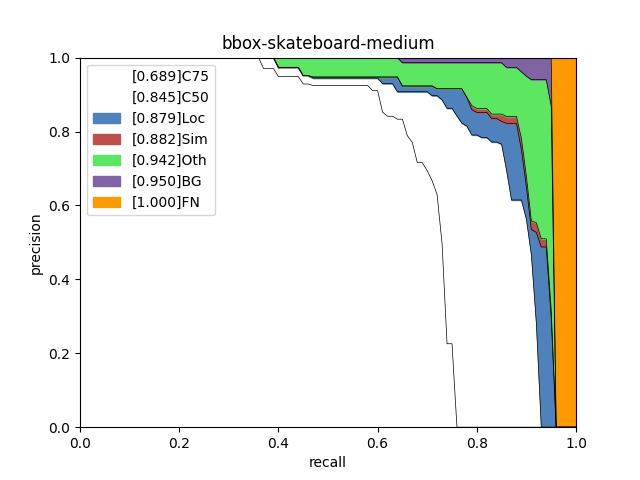 bbox-skateboard-medium
1.0
0.8
0.6
0.4
0.2
0.0
precision
[0.689]C75
[0.845]C50
[0.879]Loc
[0.882]Sim
[0.942]Oth
[0.950]BG
[1.000]FN
0.0 0.2 0.4 0.6 0.8 1.0
recall